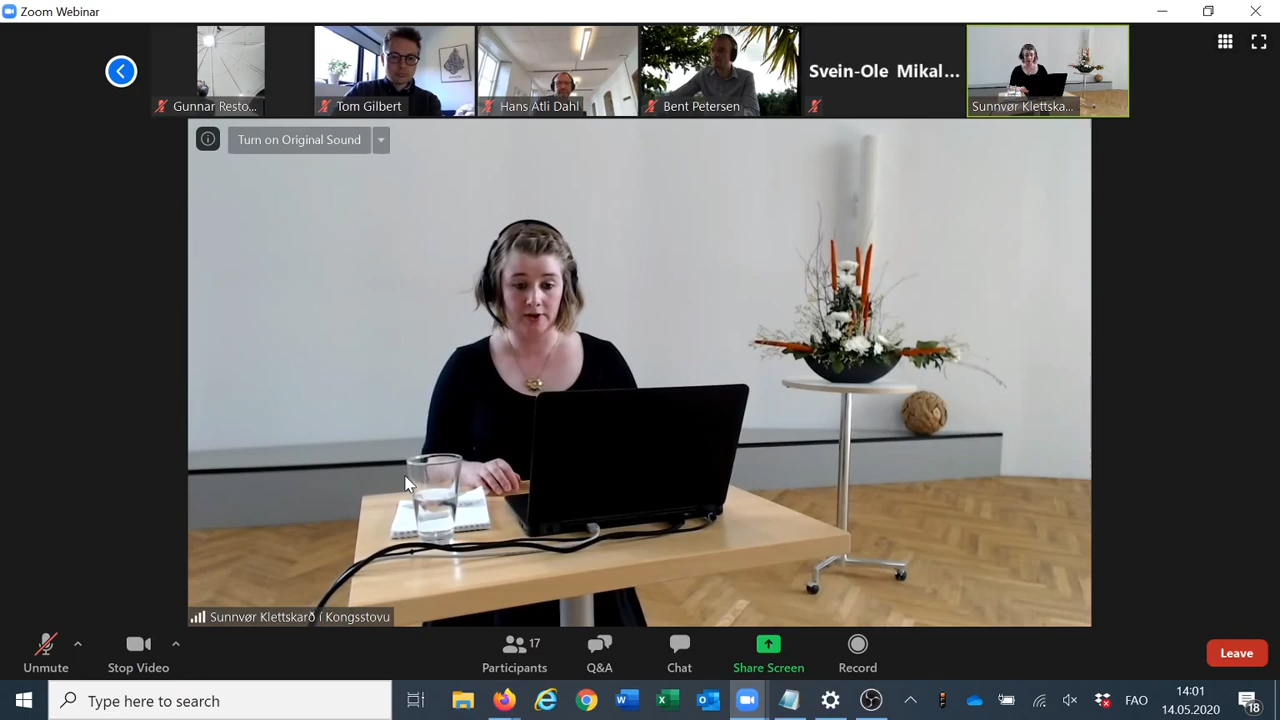 Zoom Webinar
Gunnar Resto...
Tom Gilbert
Hans Atli Dahl
Bent Petersen
Svein-Ole Mikal...
Sunnvør Klettska...
Turn on Original Sound
Sunnvør Klettskarð í Kongsstovu
Unmute
Stop Video
Participants
17
Q&A
Chat
Share Screen
Record
Leave
Type here to search
FAO
14:01
14.05.2020
18